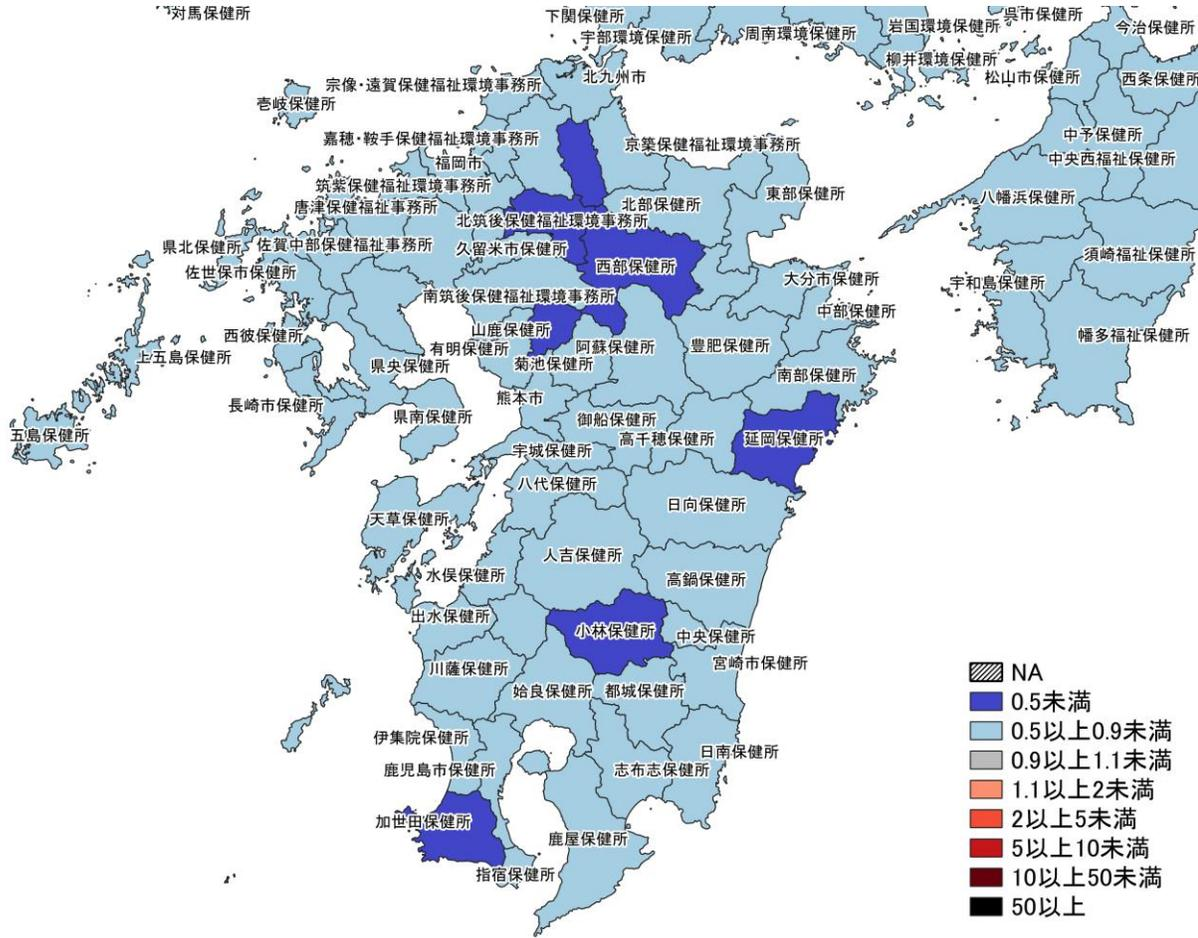 対馬保健所
下関保健所
宇部環境保健所
周南環境保健所
岩国環境保健所
呉市保健所
今治保健所
柳井環境保健所
松山市保健所
西条保健所
宗像・遠賀保健福祉環境事務所
北九州市
壱岐保健所
嘉穂・鞍手保健福祉環境事務所
京築保健福祉環境事務所
中予保健所
福岡市
中央西福祉保健所
筑紫保健福祉環境事務所
東部保健所
八幡浜保健所
唐津保健福祉事務所
北部保健所
北筑後保健福祉環境事務所
県北保健所
佐賀中部保健福祉事務所
久留米市保健所
須崎福祉保健所
佐世保市保健所
西部保健所
大分市保健所
宇和島保健所
南筑後保健福祉環境事務所
中部保健所
西彼保健所
山鹿保健所
幡多福祉保健所
上五島保健所
有明保健所
阿蘇保健所
豊肥保健所
県央保健所
菊池保健所
南部保健所
長崎市保健所
熊本市
県南保健所
御船保健所
五島保健所
高千穂保健所
延岡保健所
宇城保健所
八代保健所
天草保健所
日向保健所
人吉保健所
水俣保健所
高鍋保健所
出水保健所
小林保健所
中央保健所
川薩保健所
宮崎市保健所
姶良保健所
都城保健所
伊集院保健所
日南保健所
鹿児島市保健所
志布志保健所
加世田保健所
鹿屋保健所
指宿保健所
NA
0.5未満
0.5以上0.9未満
0.9以上1.1未満
1.1以上2未満
2以上5未満
5以上10未満
10以上50未満
50以上